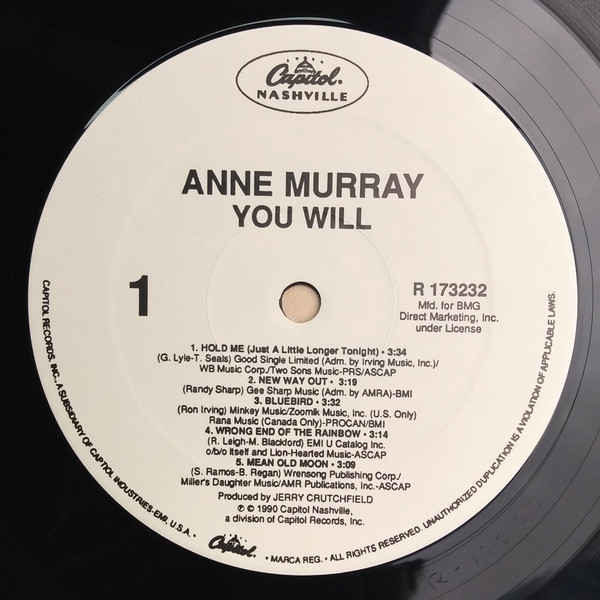 Capitol.
NASHVILLE
ANNE MURRAY
YOU WILL
1
R 173232
Mfd. for BMG
Direct Marketing, Inc.
under License
1. HOLD ME (Just A Little Longer Tonight) • 3:34
(G. Lyle-T. Seals) Good Single Limited (Adm. by Irving Music, Inc.)/
WB Music Corp./Two Sons Music-PRS/ASCAP
2. NEW WAY OUT • 3:19
(Randy Sharp) Gee Sharp Music (Adm. by AMRA)-BMI
3. BLUEBIRD • 3:32
(Ron Irving) Minkey Music/Zoomik Music, Inc. (U.S. Only)
Rana Music (Canada Only)-PROCAN/BMI
4. WRONG END OF THE RAINBOW • 3:14
(R. Leigh-M. Blackford) EMI U Catalog Inc.
o/b/o Itself and Lion-Hearted Music-ASCAP
5. MEAN OLD MOON • 3:09
(S. Ramos-B. Regan) Wrensong Publishing Corp./
Miller's Daughter Music/AMR Publications, Inc.-ASCAP
Produced by JERRY CRUTCHFIELD
℗ © 1990 Capitol Nashville,
a division of Capitol Records, Inc.
CAPITOL RECORDS, INC., A SUBSIDIARY OF CAPITOL INDUSTRIES-EMI, U.S.A. • Capitol. • MARCA REG. • ALL RIGHTS RESERVED. UNAUTHORIZED DUPLICATION IS A VIOLATION OF APPLICABLE LAWS.